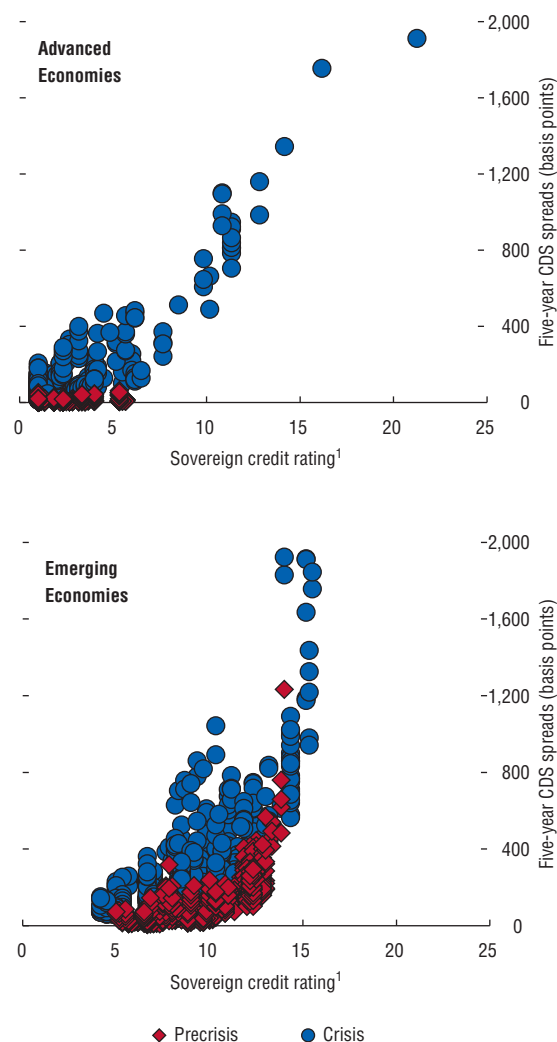 2,000
Advanced
Economies
1,600
1,200
800
400
0
0 5 10 15 20 25
Sovereign credit rating1
Five-year CDS spreads (basis points)
2,000
Emerging
Economies
1,600
1,200
800
400
0
0 5 10 15 20 25
Sovereign credit rating1
Five-year CDS spreads (basis points)
Precrisis Crisis